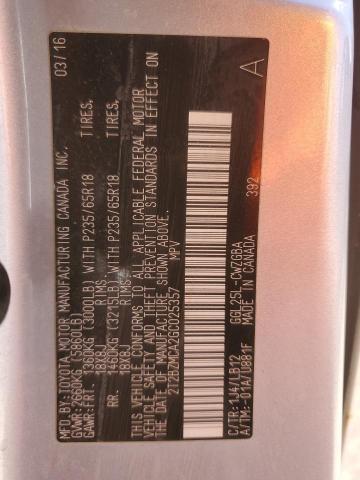 MFD. BY:TOYOTA MOTOR MANUFACTURING CANADA INC. 03/16
GVWR:2660KG (5860LB)
GAWR:FRT. 1360KG (3000LB) WITH P235/65R18 TIRES,
18X8J RIMS,
RR. 1460KG (3215LB) WITH P235/65R18 TIRES,
18X8J RIMS,
THIS VEHICLE CONFORMS TO ALL APPLICABLE FEDERAL MOTOR
VEHICLE SAFETY AND THEFT PREVENTION STANDARDS IN EFFECT ON
THE DATE OF MANUFACTURE SHOWN ABOVE.
2T2BZMCA2GC025357 MPV
A
C/TR:1J4/LB12 GGL25L-CWZGBA
A/TM:-01A/U881F MADE IN CANADA 392